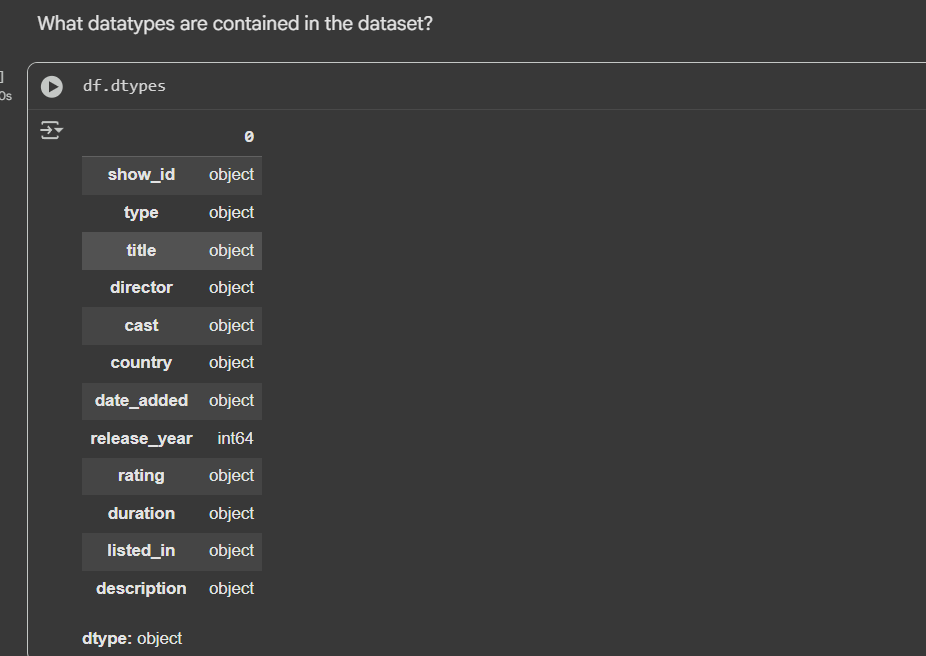 What datatypes are contained in the dataset?
]
0s
df.dtypes
0
show_id object
type object
title object
director object
cast object
country object
date_added object
release_year int64
rating object
duration object
listed_in object
description object
dtype: object